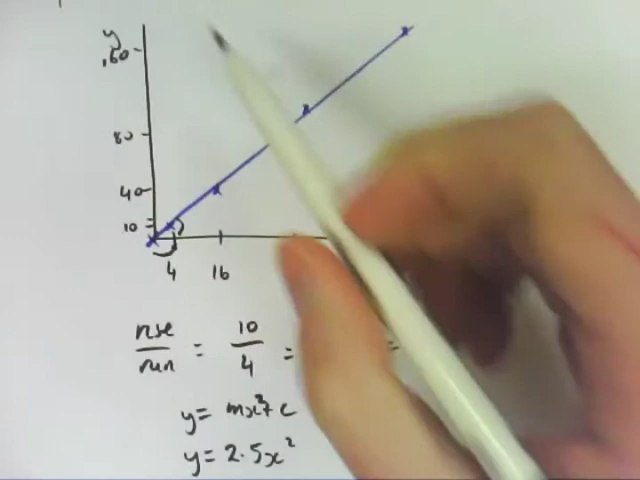 y
160
80
40
10
4 16
rise/run = 10/4 = =
y = mx²+ c
y = 2.5x²